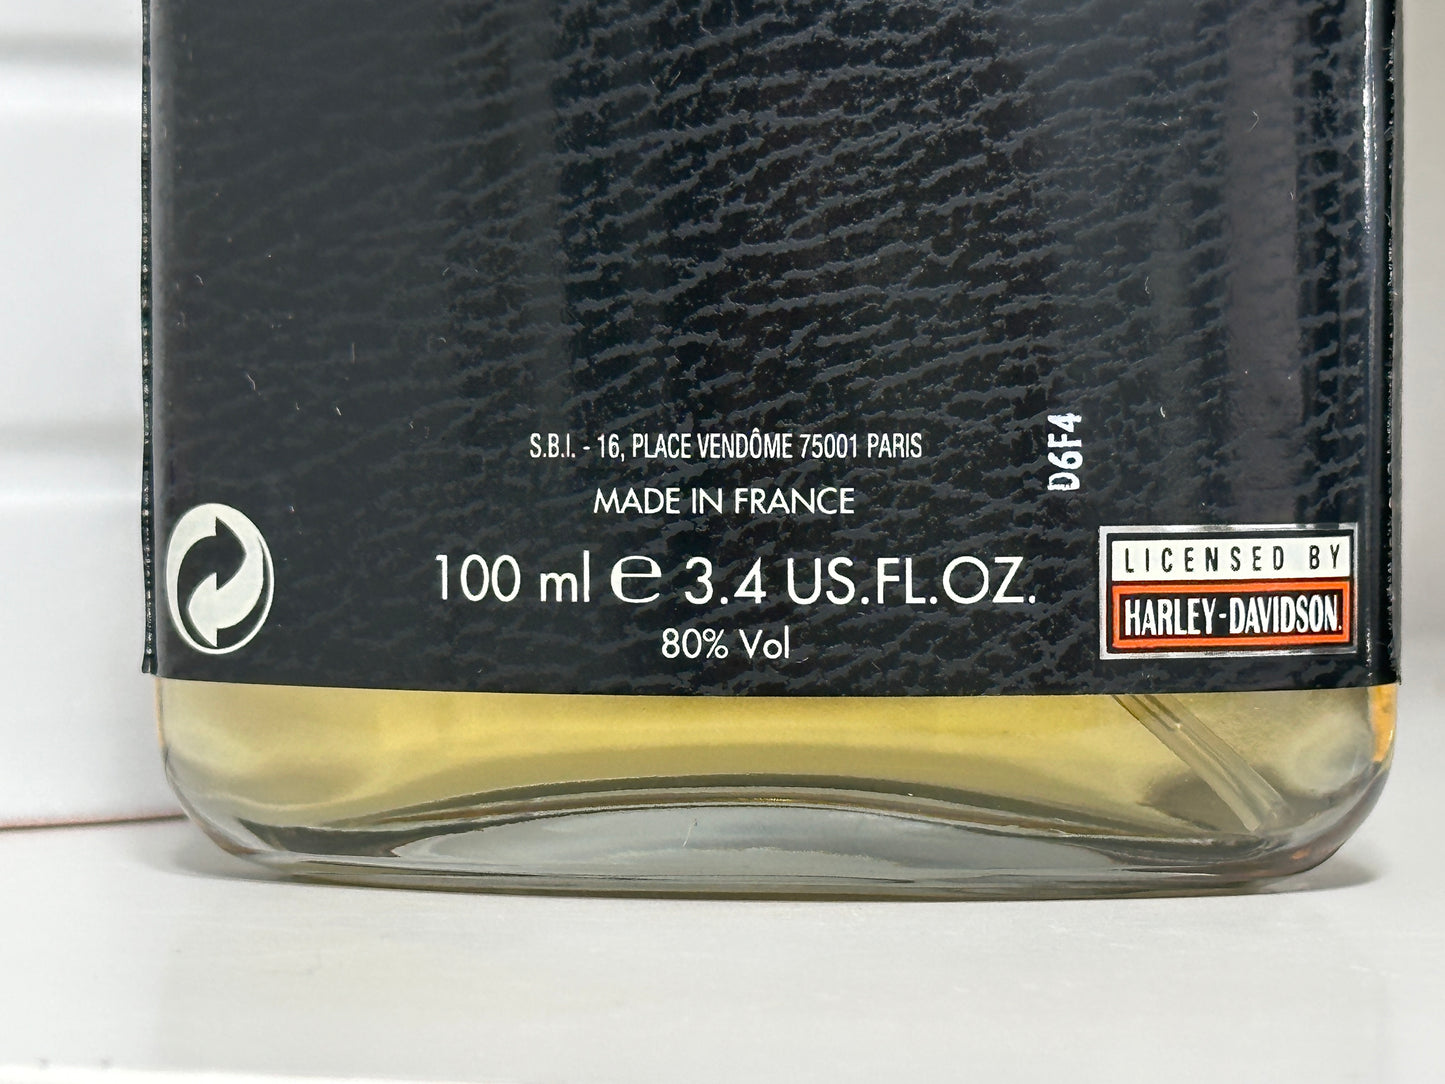 S.B.I. - 16, PLACE VENDÔME 75001 PARIS
MADE IN FRANCE
100 ml e 3.4 US.FL.OZ.
80% Vol
D6F4
LICENSED BY
HARLEY-DAVIDSON.